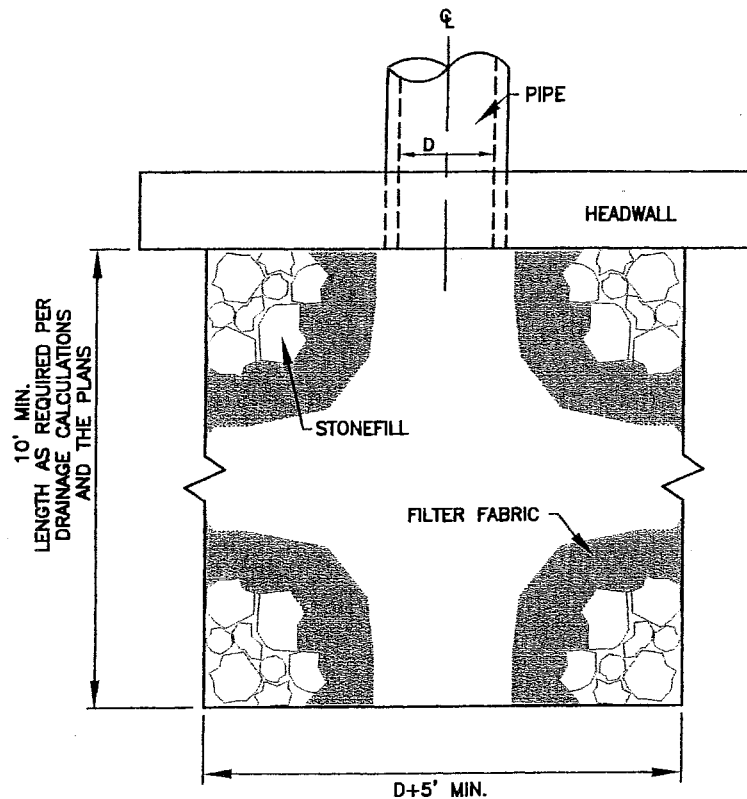 ℄
PIPE
D
HEADWALL
10' MIN.
LENGTH AS REQUIRED PER
DRAINAGE CALCULATIONS
AND THE PLANS
STONEFILL
FILTER FABRIC
D+5' MIN.